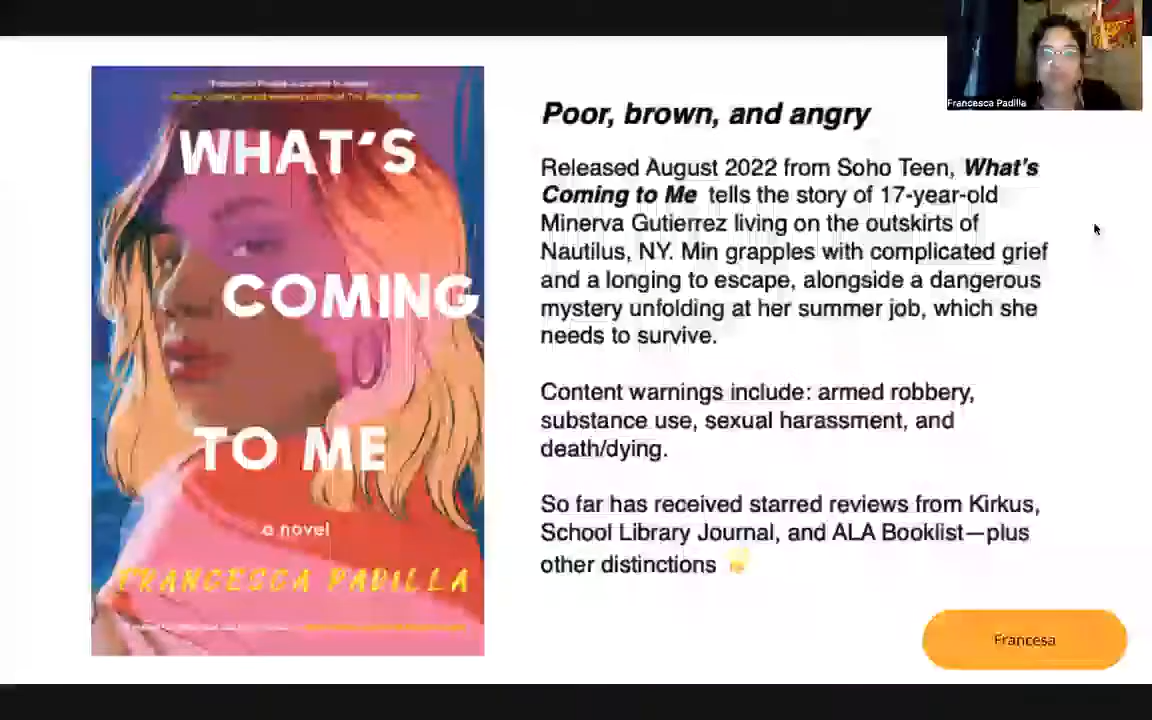 WHAT'S
COMING
TO ME
a novel
FRANCESCA PADILLA
Poor, brown, and angry
Released August 2022 from Soho Teen, What's
Coming to Me tells the story of 17-year-old
Minerva Gutierrez living on the outskirts of
Nautilus, NY. Min grapples with complicated grief
and a longing to escape, alongside a dangerous
mystery unfolding at her summer job, which she
needs to survive.
Content warnings include: armed robbery,
substance use, sexual harassment, and
death/dying.
So far has received starred reviews from Kirkus,
School Library Journal, and ALA Booklist—plus
other distinctions
Francesca Padilla
Francesa